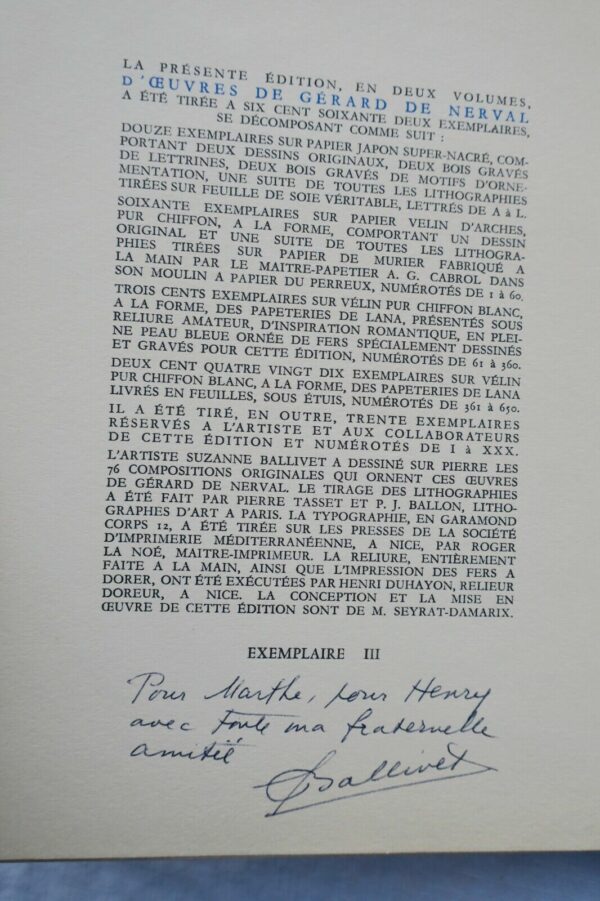 LA PRÉSENTE ÉDITION, EN DEUX VOLUMES,
D'ŒUVRES DE GÉRARD DE NERVAL
A ÉTÉ TIRÉE A SIX CENT SOIXANTE DEUX EXEMPLAIRES,
SE DÉCOMPOSANT COMME SUIT :
DOUZE EXEMPLAIRES SUR PAPIER JAPON SUPER-NACRÉ, COM-
PORTANT DEUX DESSINS ORIGINAUX, DEUX BOIS GRAVÉS
DE LETTRINES, DEUX BOIS GRAVÉS DE MOTIFS D'ORNE-
MENTATION, UNE SUITE DE TOUTES LES LITHOGRAPHIES
TIRÉES SUR FEUILLE DE SOIE VÉRITABLE, LETTRÉS DE A à L.
SOIXANTE EXEMPLAIRES SUR PAPIER VELIN D'ARCHES,
PUR CHIFFON, A LA FORME, COMPORTANT UN DESSIN
ORIGINAL ET UNE SUITE DE TOUTES LES LITHOGRA-
PHIES TIRÉES SUR PAPIER DE MURIER FABRIQUÉ A
LA MAIN PAR LE MAITRE-PAPETIER A. G. CABROL DANS
SON MOULIN A PAPIER DU PERREUX, NUMÉROTÉS DE 1 à 60.
TROIS CENTS EXEMPLAIRES SUR VÉLIN PUR CHIFFON BLANC,
A LA FORME, DES PAPETERIES DE LANA, PRÉSENTÉS SOUS
RELIURE AMATEUR, D'INSPIRATION ROMANTIQUE, EN PLEI-
NE PEAU BLEUE ORNÉE DE FERS SPÉCIALEMENT DESSINÉS
ET GRAVÉS POUR CETTE ÉDITION, NUMÉROTÉS DE 61 à 360.
DEUX CENT QUATRE VINGT DIX EXEMPLAIRES SUR VÉLIN
PUR CHIFFON BLANC, A LA FORME, DES PAPETERIES DE LANA
LIVRÉS EN FEUILLES, SOUS ÉTUIS, NUMÉROTÉS DE 361 à 650.
IL A ÉTÉ TIRÉ, EN OUTRE, TRENTE EXEMPLAIRES
RÉSERVÉS A L'ARTISTE ET AUX COLLABORATEURS
DE CETTE ÉDITION ET NUMÉROTÉS DE I à XXX.
L'ARTISTE SUZANNE BALLIVET A DESSINÉ SUR PIERRE LES
76 COMPOSITIONS ORIGINALES QUI ORNENT CES ŒUVRES
DE GÉRARD DE NERVAL. LE TIRAGE DES LITHOGRAPHIES
A ÉTÉ FAIT PAR PIERRE TASSET ET P. J. BALLON, LITHO-
GRAPHES D'ART A PARIS. LA TYPOGRAPHIE, EN GARAMOND
CORPS 12, A ÉTÉ TIRÉE SUR LES PRESSES DE LA SOCIÉTÉ
D'IMPRIMERIE MÉDITERRANÉENNE, A NICE, PAR ROGER
LA NOÉ, MAITRE-IMPRIMEUR. LA RELIURE, ENTIÈREMENT
FAITE A LA MAIN, AINSI QUE L'IMPRESSION DES FERS A
DORER, ONT ÉTÉ EXÉCUTÉES PAR HENRI DUHAYON, RELIEUR
DOREUR, A NICE. LA CONCEPTION ET LA MISE EN
ŒUVRE DE CETTE ÉDITION SONT DE M. SEYRAT-DAMARIX.
EXEMPLAIRE III
Pour Marthe, pour Henry
avec toute ma fraternelle
amitié
SBallivet